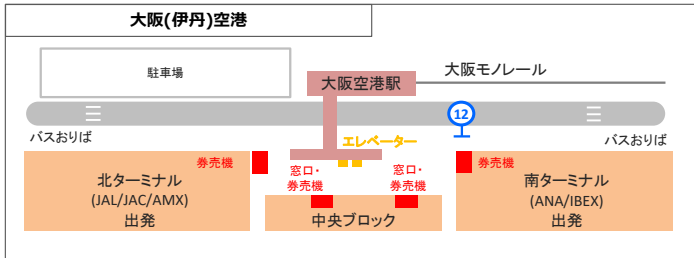 大阪(伊丹)空港
駐車場
大阪空港駅
大阪モノレール
12
バスおりば
バスおりば
エレベーター
券売機
窓口・
券売機
窓口・
券売機
券売機
北ターミナル
(JAL/JAC/AMX)
出発
中央ブロック
南ターミナル
(ANA/IBEX)
出発